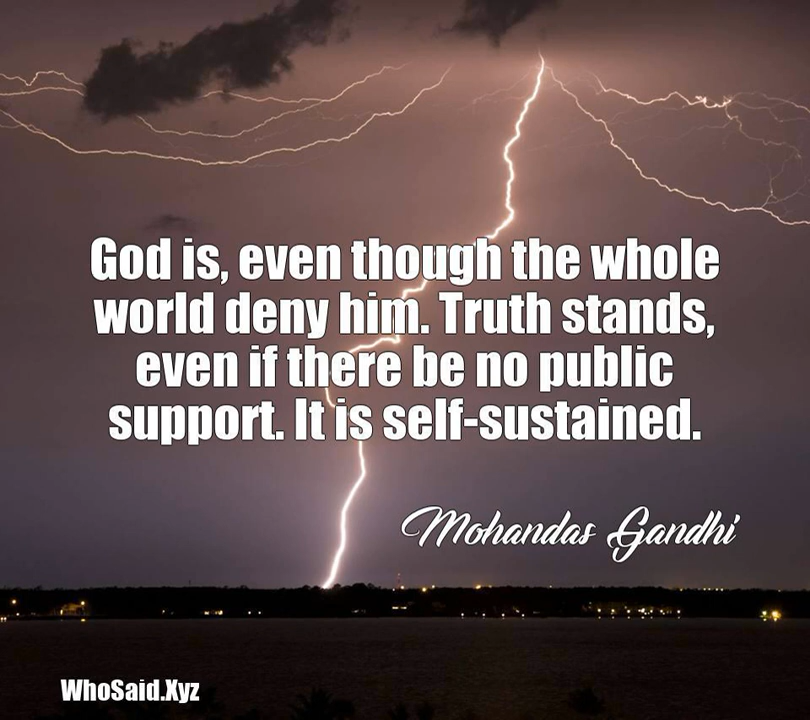 God is, even though the whole
world deny him. Truth stands,
even if there be no public
support. It is self-sustained.
Mohandas Gandhi
WhoSaid.Xyz